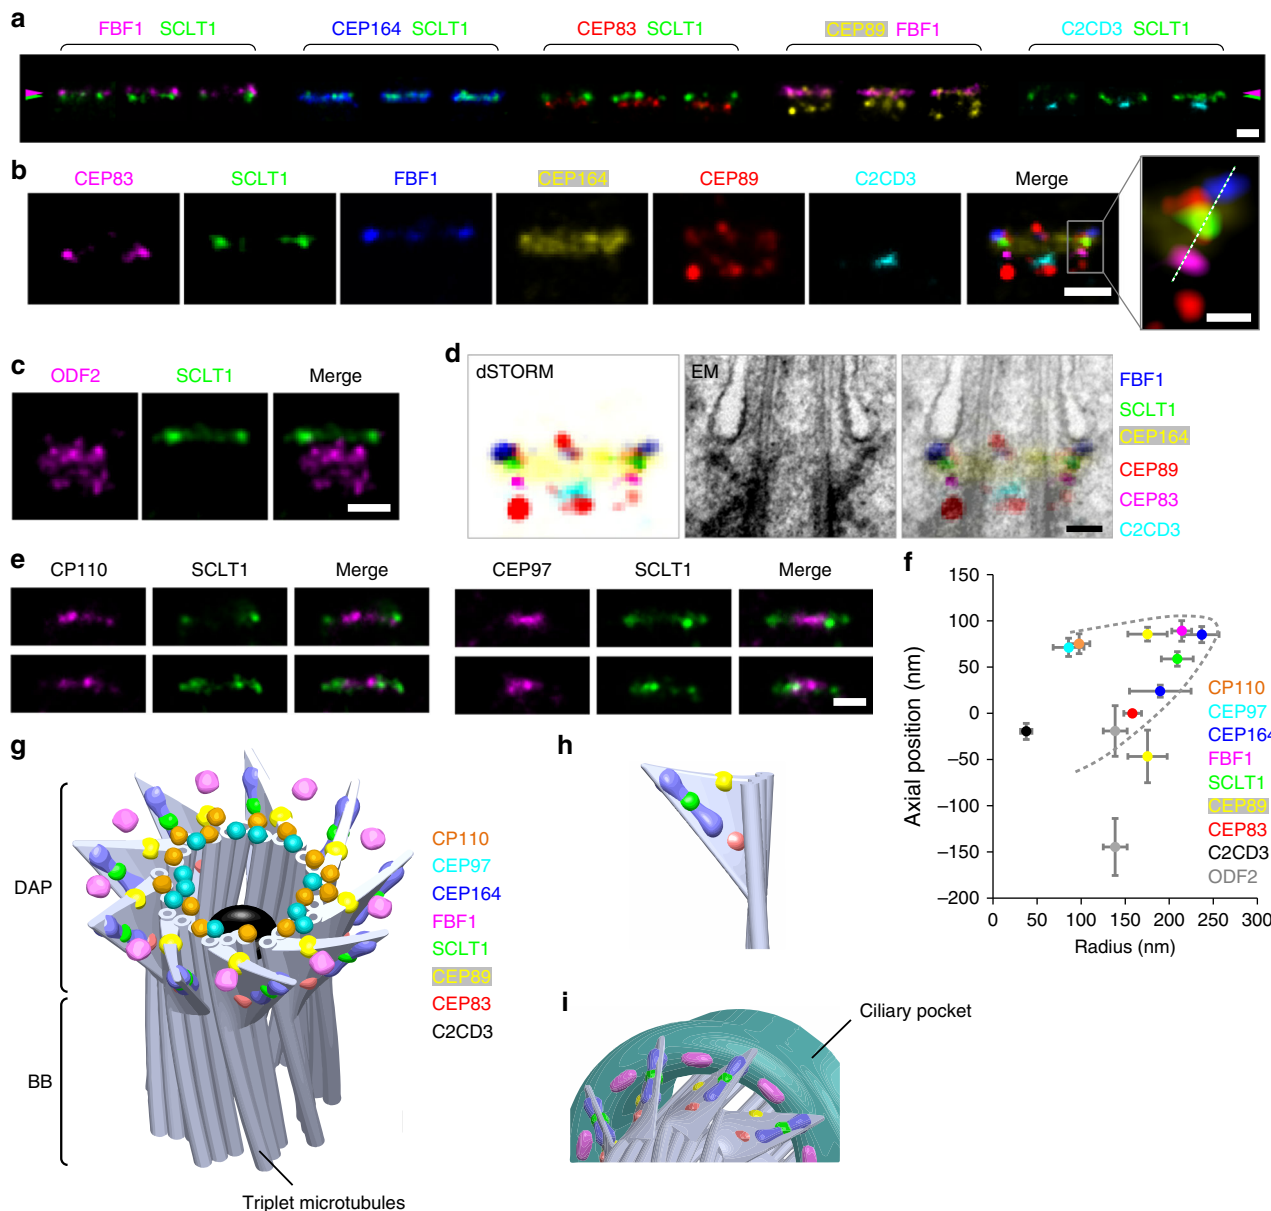 a
FBF1 SCLT1
CEP164 SCLT1
CEP83 SCLT1
CEP89 FBF1
C2CD3 SCLT1
b
CEP83
SCLT1
FBF1
CEP164
CEP89
C2CD3
Merge
c
ODF2
SCLT1
Merge
d
dSTORM
EM
FBF1
SCLT1
CEP164
CEP89
CEP83
C2CD3
e
CP110
SCLT1
Merge
CEP97
SCLT1
Merge
f
150
100
50
0
−50
−100
−150
−200
Axial position (nm)
0 50 100 150 200 250 300
Radius (nm)
CP110
CEP97
CEP164
FBF1
SCLT1
CEP89
CEP83
C2CD3
ODF2
g
DAP
BB
CP110
CEP97
CEP164
FBF1
SCLT1
CEP89
CEP83
C2CD3
Triplet microtubules
h
i
Ciliary pocket